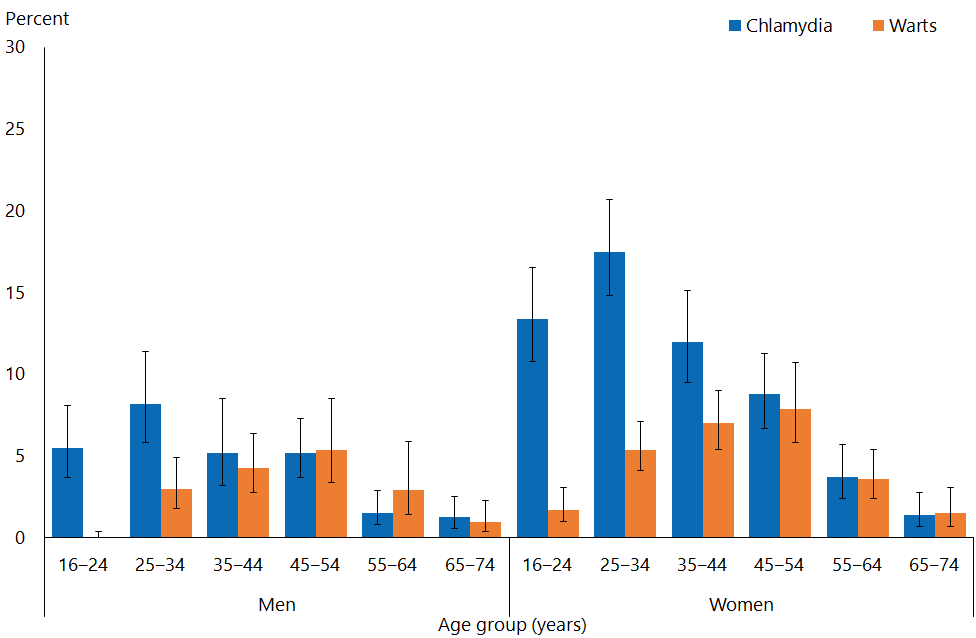 Percent
Chlamydia Warts
30
25
20
15
10
5
0
16–24 25–34 35–44 45–54 55–64 65–74 16–24 25–34 35–44 45–54 55–64 65–74
Men Women
Age group (years)